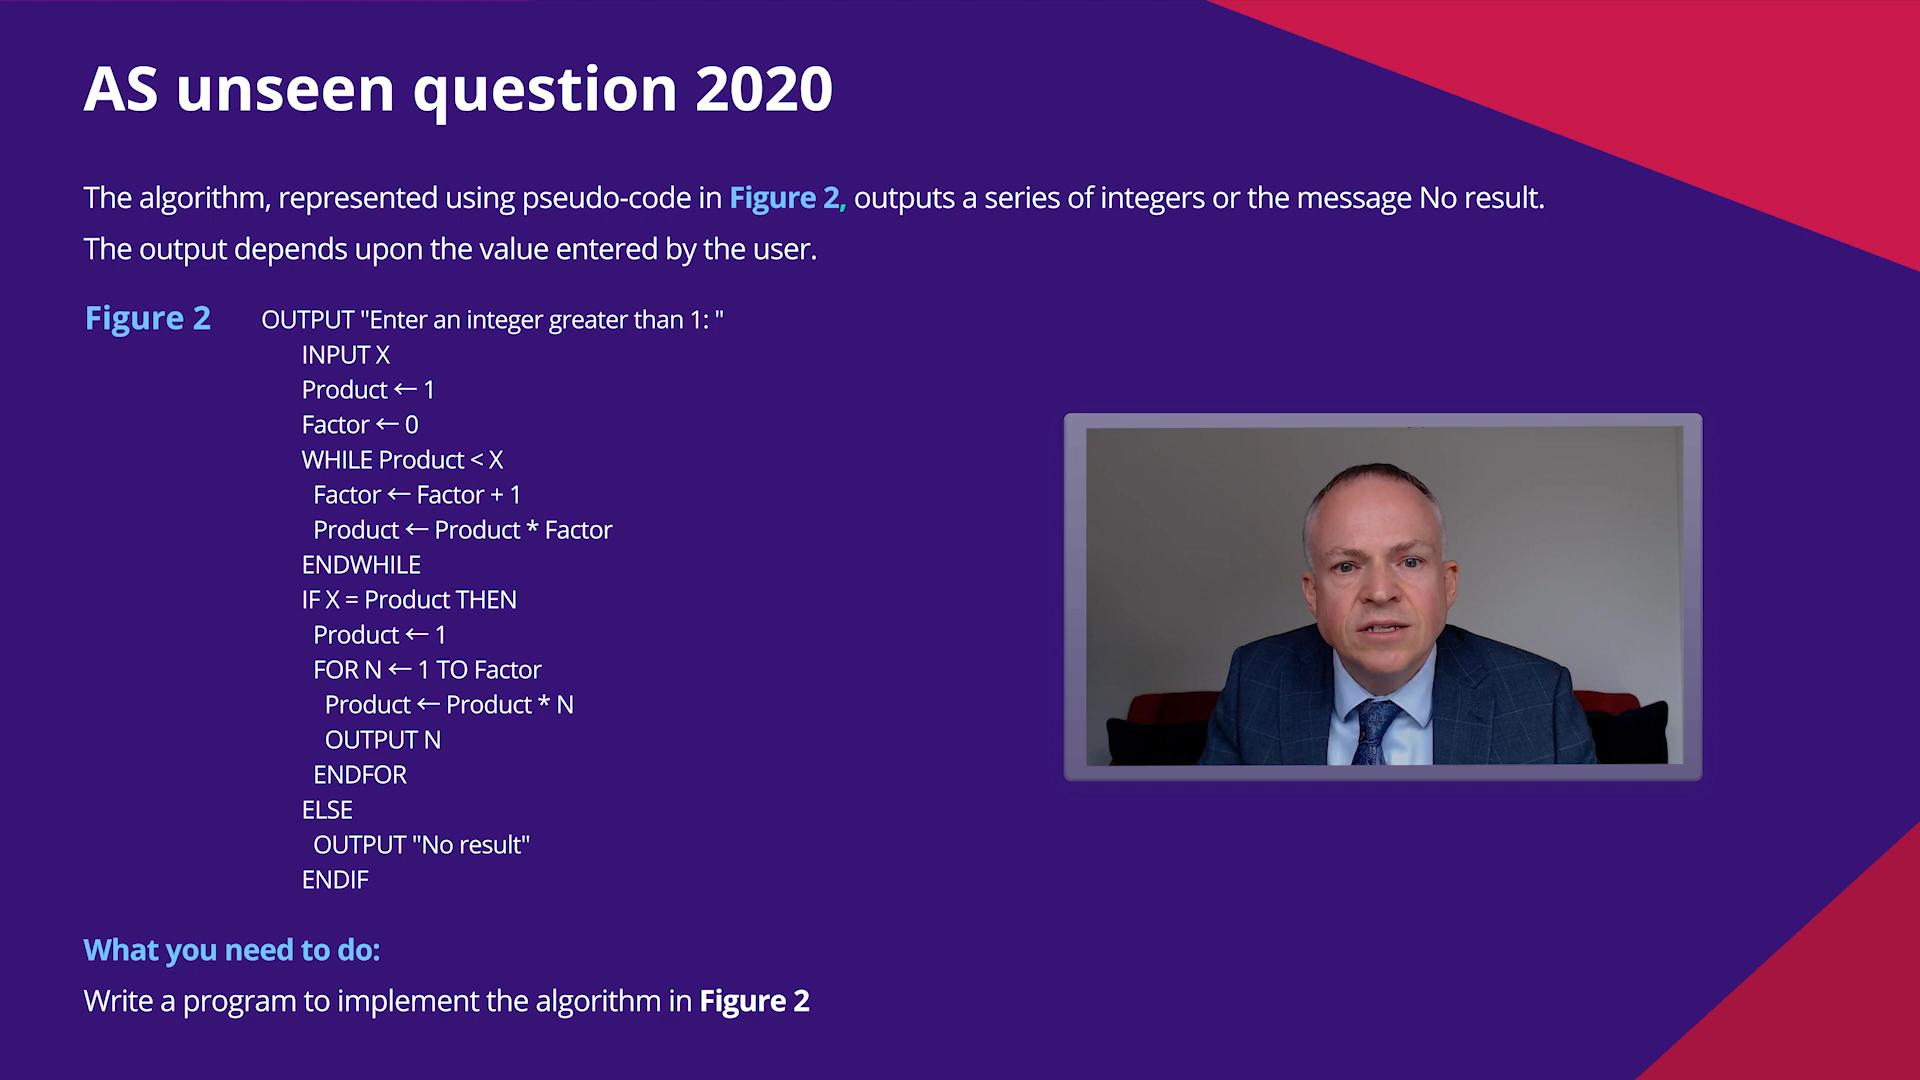 AS unseen question 2020
The algorithm, represented using pseudo-code in Figure 2, outputs a series of integers or the message No result.
The output depends upon the value entered by the user.
Figure 2 OUTPUT "Enter an integer greater than 1: "
INPUT X
Product ← 1
Factor ← 0
WHILE Product < X
Factor ← Factor + 1
Product ← Product * Factor
ENDWHILE
IF X = Product THEN
Product ← 1
FOR N ← 1 TO Factor
Product ← Product * N
OUTPUT N
ENDFOR
ELSE
OUTPUT "No result"
ENDIF
What you need to do:
Write a program to implement the algorithm in Figure 2